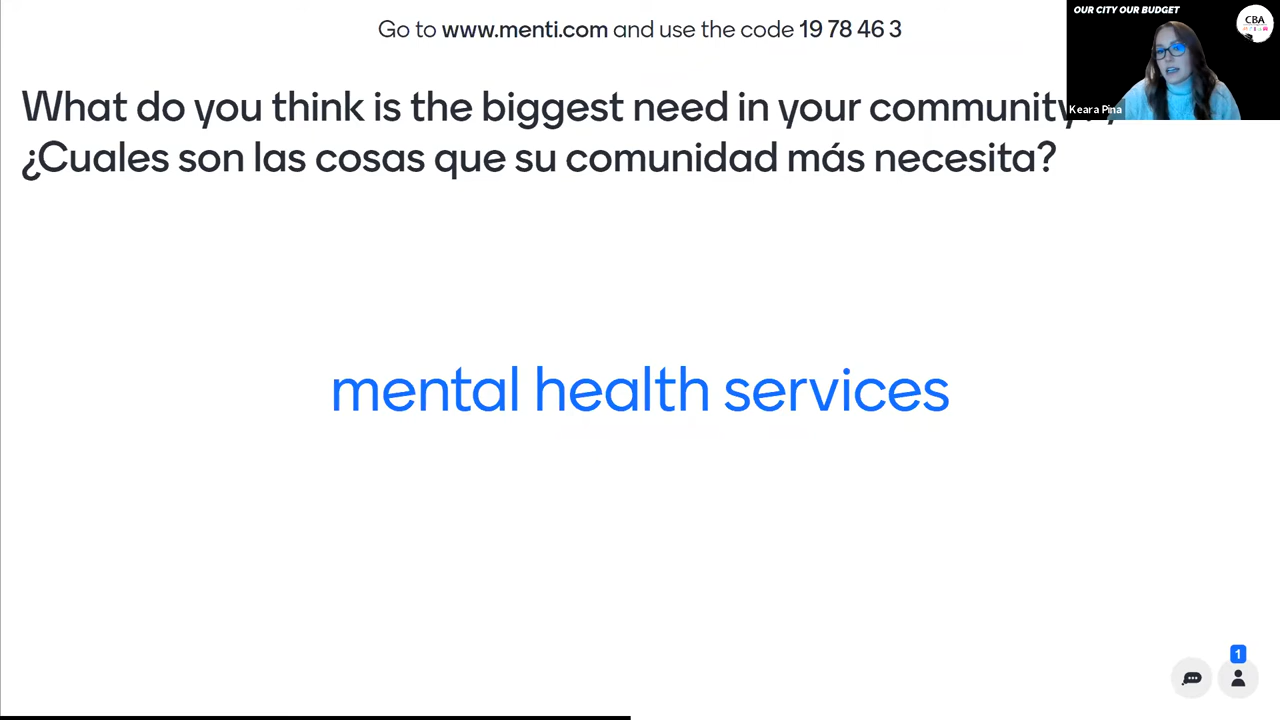 Go to www.menti.com and use the code 19 78 46 3
OUR CITY OUR BUDGET
CBA
What do you think is the biggest need in your community
Keara Pina
¿Cuales son las cosas que su comunidad más necesita?
mental health services
1